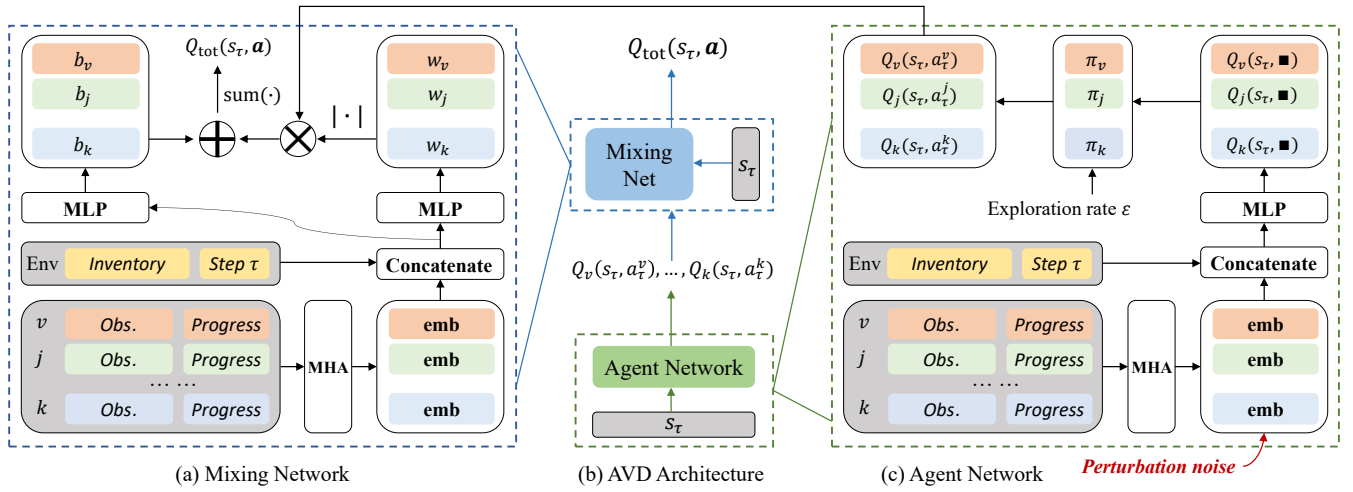 b_v
b_j
b_k
Q_tot(s_τ, a)
sum(·)
|·|
w_v
w_j
w_k
MLP
MLP
Env Inventory Step τ
Concatenate
v Obs. Progress
j Obs. Progress
... ...
k Obs. Progress
MHA
emb
emb
emb
(a) Mixing Network
Q_tot(s_τ, a)
Mixing
Net
s_τ
Q_v(s_τ, a_τ^v), ..., Q_k(s_τ, a_τ^k)
Agent Network
s_τ
(b) AVD Architecture
Q_v(s_τ, a_τ^v)
Q_j(s_τ, a_τ^j)
Q_k(s_τ, a_τ^k)
π_v
π_j
π_k
Q_v(s_τ, ■)
Q_j(s_τ, ■)
Q_k(s_τ, ■)
Exploration rate ε
MLP
Env Inventory Step τ
Concatenate
v Obs. Progress
j Obs. Progress
... ...
k Obs. Progress
MHA
emb
emb
emb
(c) Agent Network
Perturbation noise